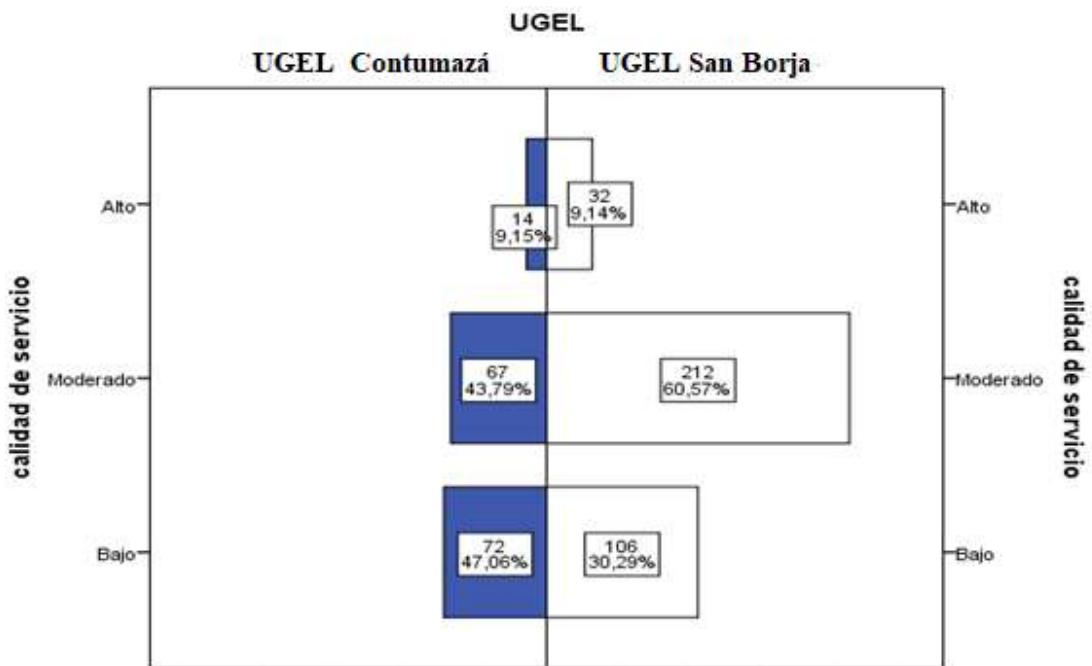 UGEL
UGEL Contumazá UGEL San Borja
calidad de servicio
Alto
14
9,15%
32
9,14%
Alto
Moderado
67
43,79%
212
60,57%
Moderado
Bajo
72
47,06%
106
30,29%
Bajo
calidad de servicio